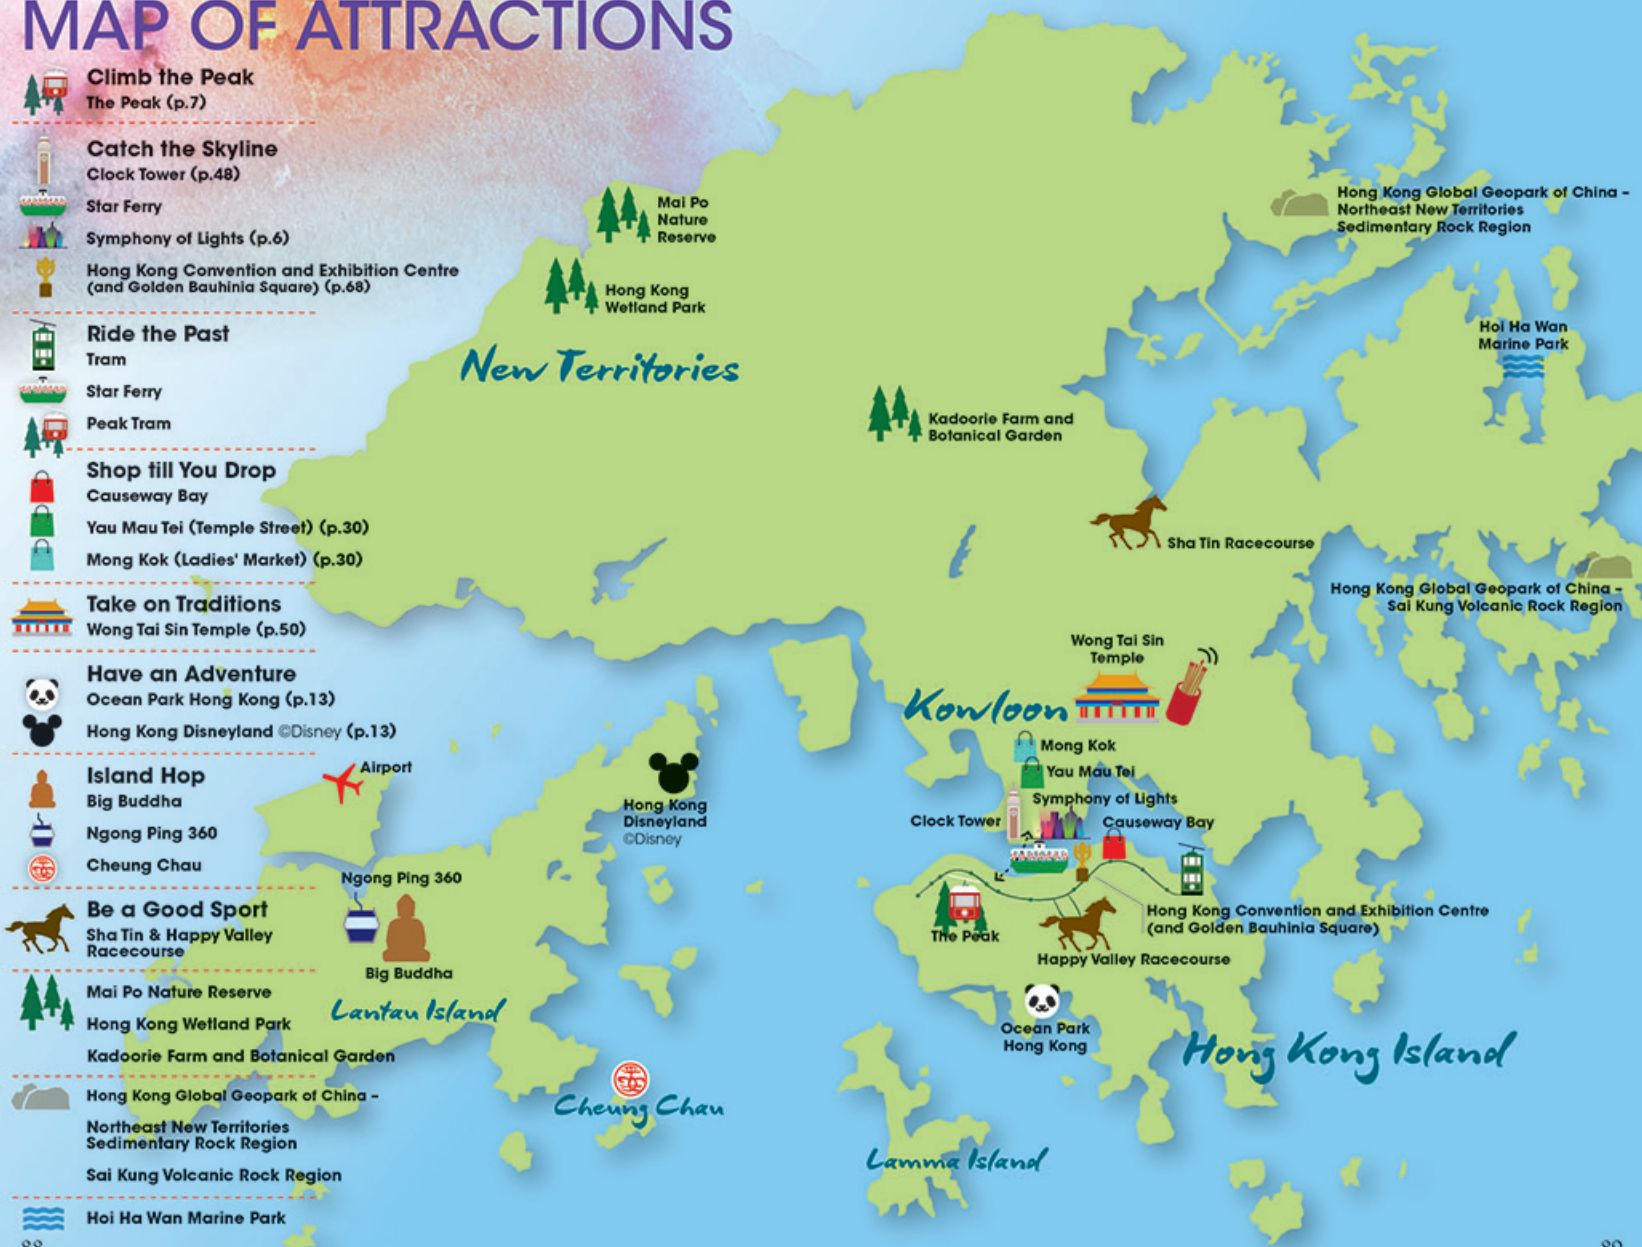 MAP OF ATTRACTIONS
Climb the Peak
The Peak (p.7)
Catch the Skyline
Clock Tower (p.48)
Star Ferry
Symphony of Lights (p.6)
Hong Kong Convention and Exhibition Centre
(and Golden Bauhinia Square) (p.68)
Ride the Past
Tram
Star Ferry
Peak Tram
Shop till You Drop
Causeway Bay
Yau Mau Tei (Temple Street) (p.30)
Mong Kok (Ladies' Market) (p.30)
Take on Traditions
Wong Tai Sin Temple (p.50)
Have an Adventure
Ocean Park Hong Kong (p.13)
Hong Kong Disneyland ©Disney (p.13)
Island Hop
Big Buddha
Ngong Ping 360
Cheung Chau
Be a Good Sport
Sha Tin & Happy Valley
Racecourse
Mai Po Nature Reserve
Hong Kong Wetland Park
Kadoorie Farm and Botanical Garden
Hong Kong Global Geopark of China –
Northeast New Territories
Sedimentary Rock Region
Sai Kung Volcanic Rock Region
Hoi Ha Wan Marine Park
Mai Po
Nature
Reserve
Hong Kong
Wetland Park
New Territories
Kadoorie Farm and
Botanical Garden
Hong Kong Global Geopark of China –
Northeast New Territories
Sedimentary Rock Region
Hoi Ha Wan
Marine Park
Sha Tin Racecourse
Hong Kong Global Geopark of China –
Sai Kung Volcanic Rock Region
Wong Tai Sin
Temple
Kowloon
Mong Kok
Yau Mau Tei
Symphony of Lights
Clock Tower
Causeway Bay
Airport
Hong Kong
Disneyland
©Disney
Ngong Ping 360
Big Buddha
Lantau Island
The Peak
Hong Kong Convention and Exhibition Centre
(and Golden Bauhinia Square)
Happy Valley Racecourse
Ocean Park
Hong Kong
Hong Kong Island
Cheung Chau
Lamma Island